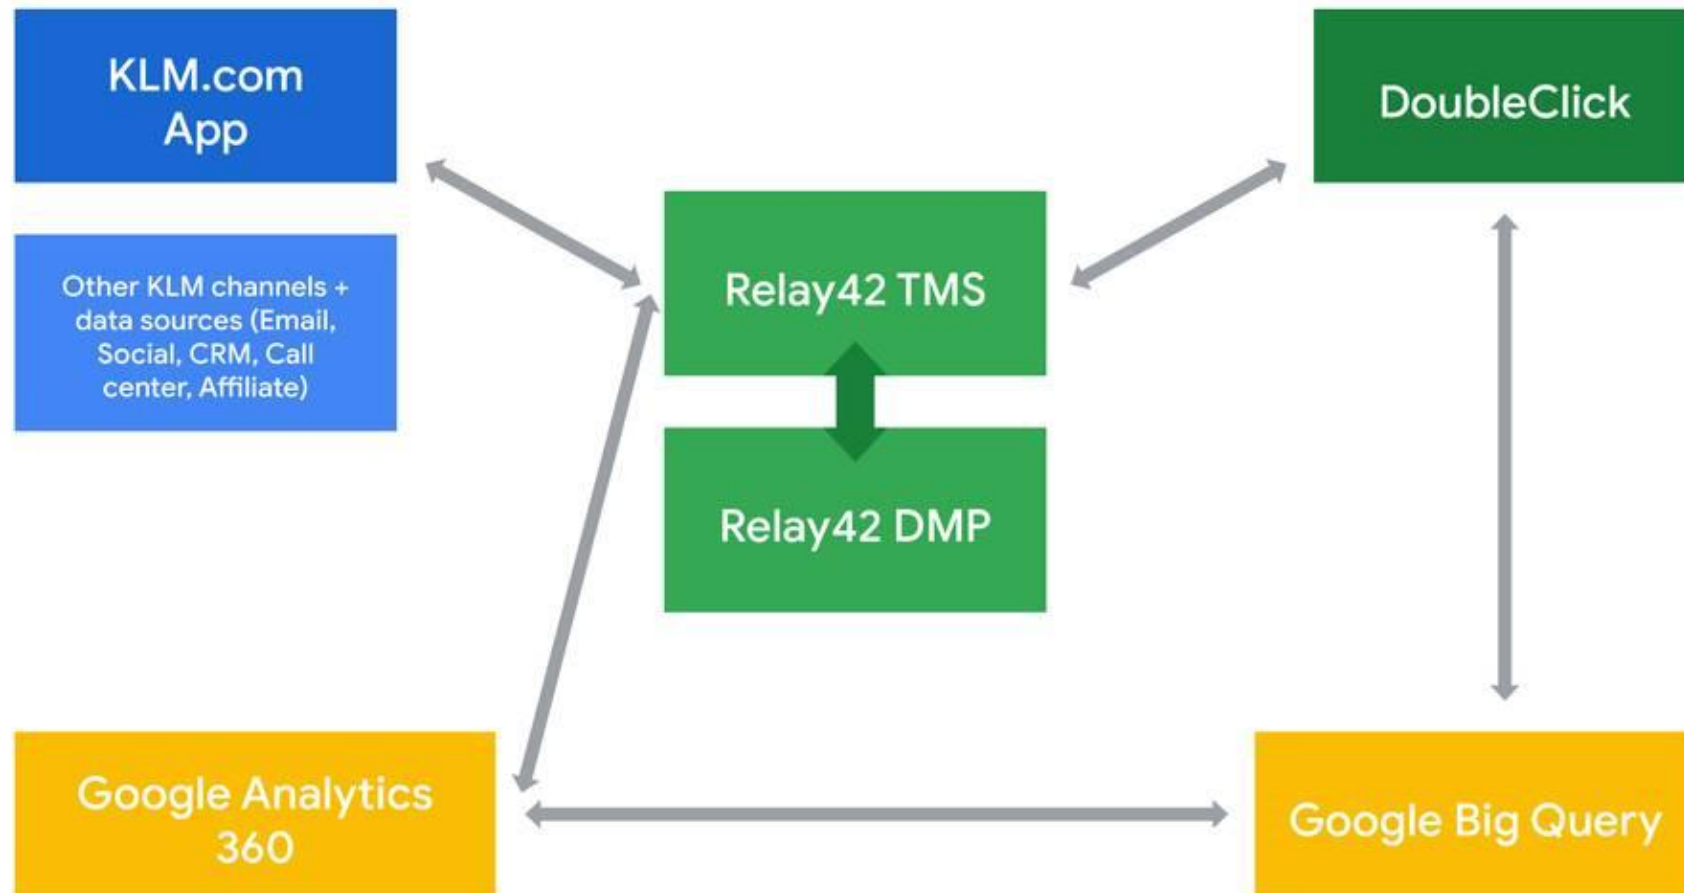 KLM.com
App
DoubleClick
Other KLM channels +
data sources (Email,
Social, CRM, Call
center, Affiliate)
Relay42 TMS
Relay42 DMP
Google Analytics
360
Google Big Query